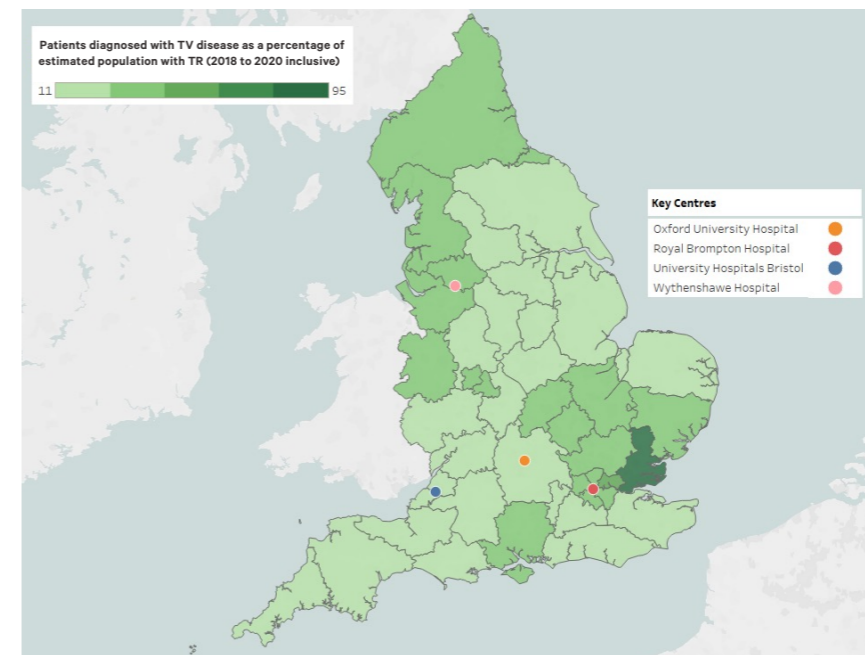 Patients diagnosed with TV disease as a percentage of
estimated population with TR (2018 to 2020 inclusive)
11 95
Key Centres
Oxford University Hospital
Royal Brompton Hospital
University Hospitals Bristol
Wythenshawe Hospital